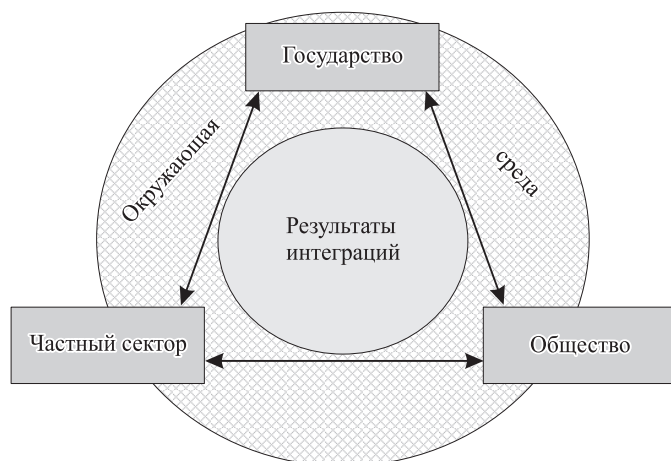 Государство
Окружающая
среда
Результаты
интеграций
Частный сектор
Общество